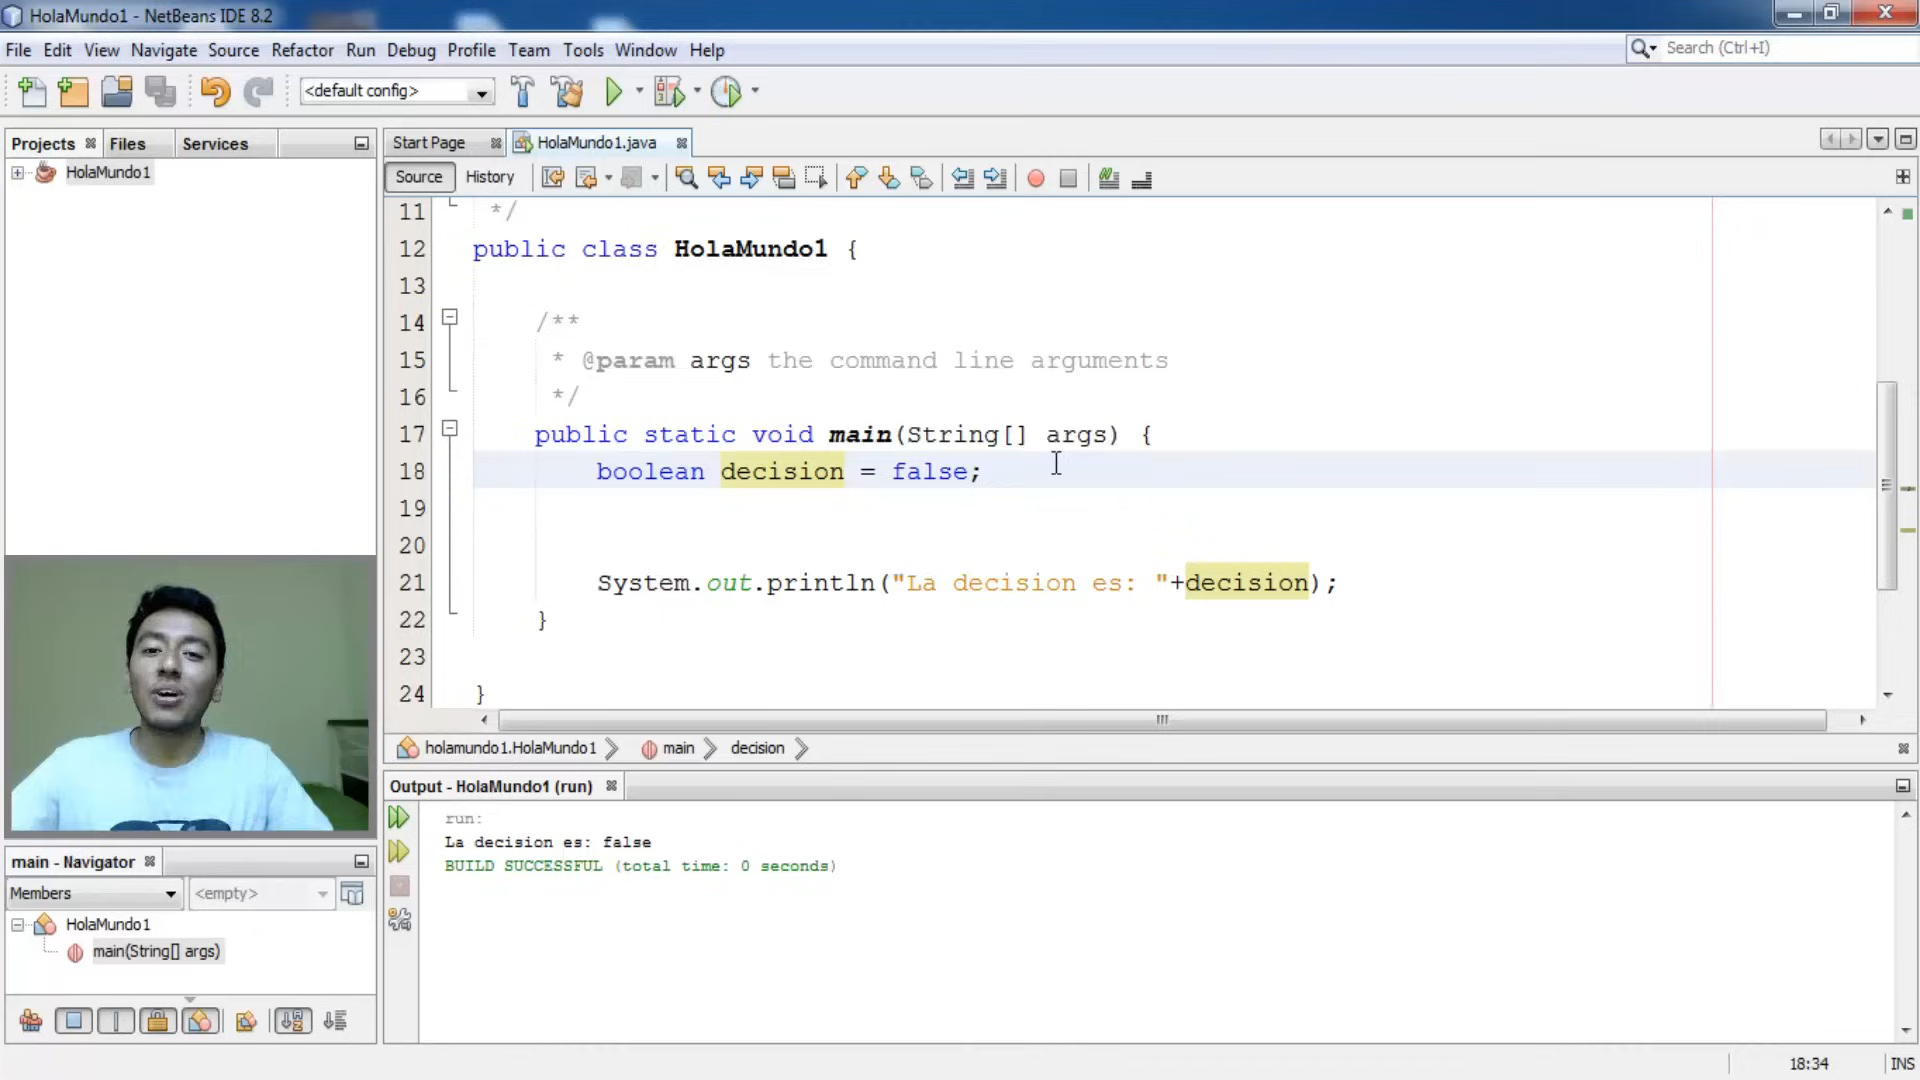 HolaMundo1 - NetBeans IDE 8.2
File Edit View Navigate Source Refactor Run Debug Profile Team Tools Window Help
Search (Ctrl+I)
<default config>
Projects Files Services
Start Page HolaMundo1.java
HolaMundo1
Source History
11 */
12 public class HolaMundo1 {
13
14 /**
15 * @param args the command line arguments
16 */
17 public static void main(String[] args) {
18 boolean decision = false;
19
20
21 System.out.println("La decision es: "+decision);
22 }
23
24 }
holamundo1.HolaMundo1 main decision
Output - HolaMundo1 (run)
run:
La decision es: false
BUILD SUCCESSFUL (total time: 0 seconds)
main - Navigator
Members <empty>
HolaMundo1
main(String[] args)
18:34 INS